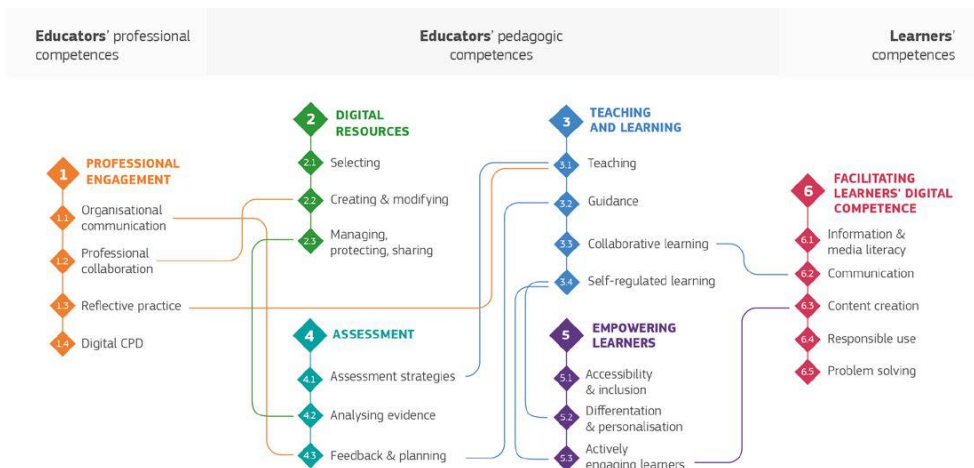 Educators' professional
competences
Educators' pedagogic
competences
Learners'
competences
1
PROFESSIONAL
ENGAGEMENT
1.1
Organisational
communication
1.2
Professional
collaboration
1.3
Reflective practice
1.4
Digital CPD
2
DIGITAL
RESOURCES
2.1
Selecting
2.2
Creating & modifying
2.3
Managing,
protecting, sharing
4
ASSESSMENT
4.1
Assessment strategies
4.2
Analysing evidence
4.3
Feedback & planning
3
TEACHING
AND LEARNING
3.1
Teaching
3.2
Guidance
3.3
Collaborative learning
3.4
Self-regulated learning
5
EMPOWERING
LEARNERS
5.1
Accessibility
& inclusion
5.2
Differentation
& personalisation
5.3
Actively
engaging learners
6
FACILITATING
LEARNERS' DIGITAL
COMPETENCE
6.1
Information &
media literacy
6.2
Communication
6.3
Content creation
6.4
Responsible use
6.5
Problem solving